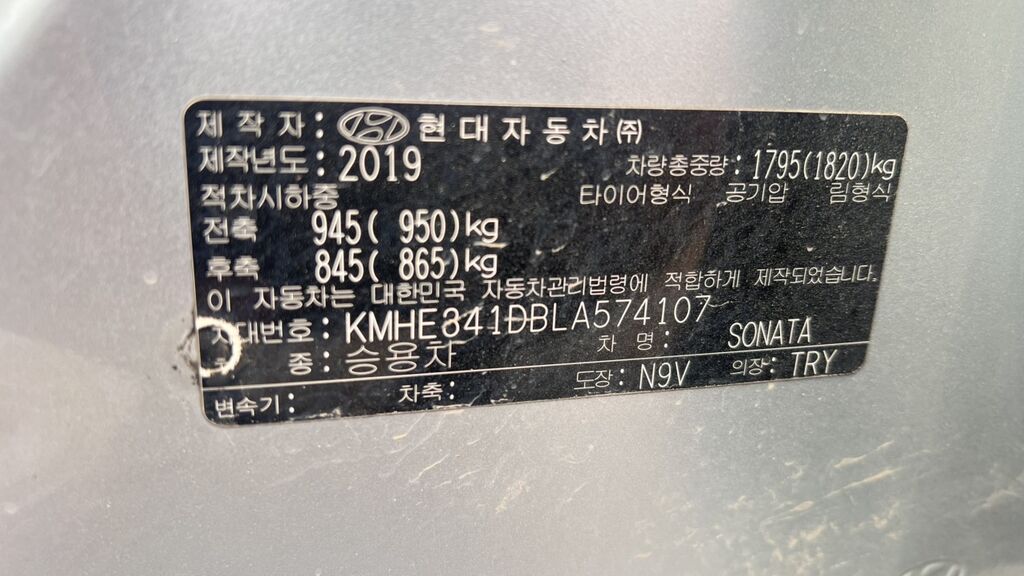 제 작 자 : 현대자동차㈜
제작년도 : 2019 차량총중량 : 1795(1820)kg
적차시하중 타이어형식 공기압 림형식
전축 945( 950)kg
후축 845( 865)kg
이 자동차는 대한민국 자동차관리법령에 적합하게 제작되었습니다.
차대번호 : KMHE341DBLA574107
종 : 승용차 차 명 : SONATA
변속기 : 차축 : 도장 : N9V 의장 : TRY